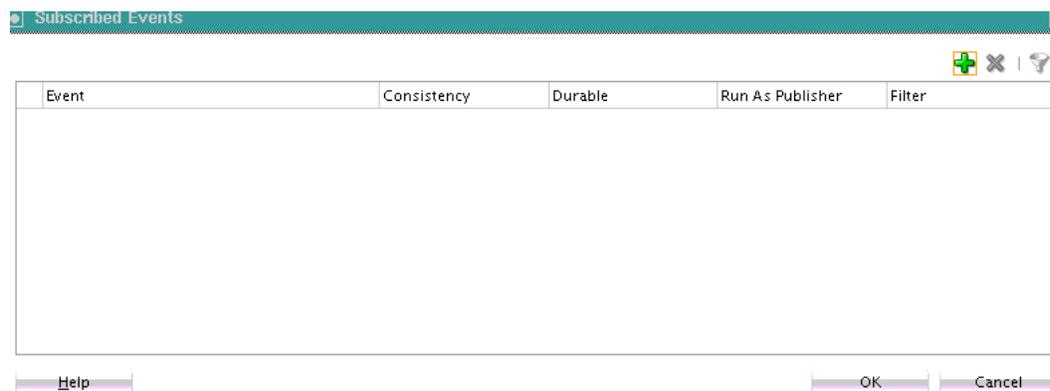 Subscribed Events
Event Consistency Durable Run As Publisher Filter
Help OK Cancel